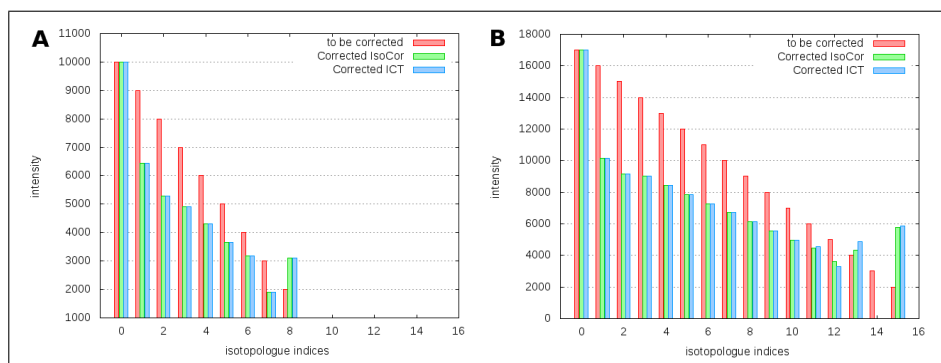 A
to be corrected
Corrected IsoCor
Corrected ICT
11000
10000
9000
8000
7000
6000
5000
4000
3000
2000
1000
intensity
0 2 4 6 8 10 12 14 16
isotopologue indices
B
to be corrected
Corrected IsoCor
Corrected ICT
18000
16000
14000
12000
10000
8000
6000
4000
2000
0
intensity
0 2 4 6 8 10 12 14 16
isotopologue indices